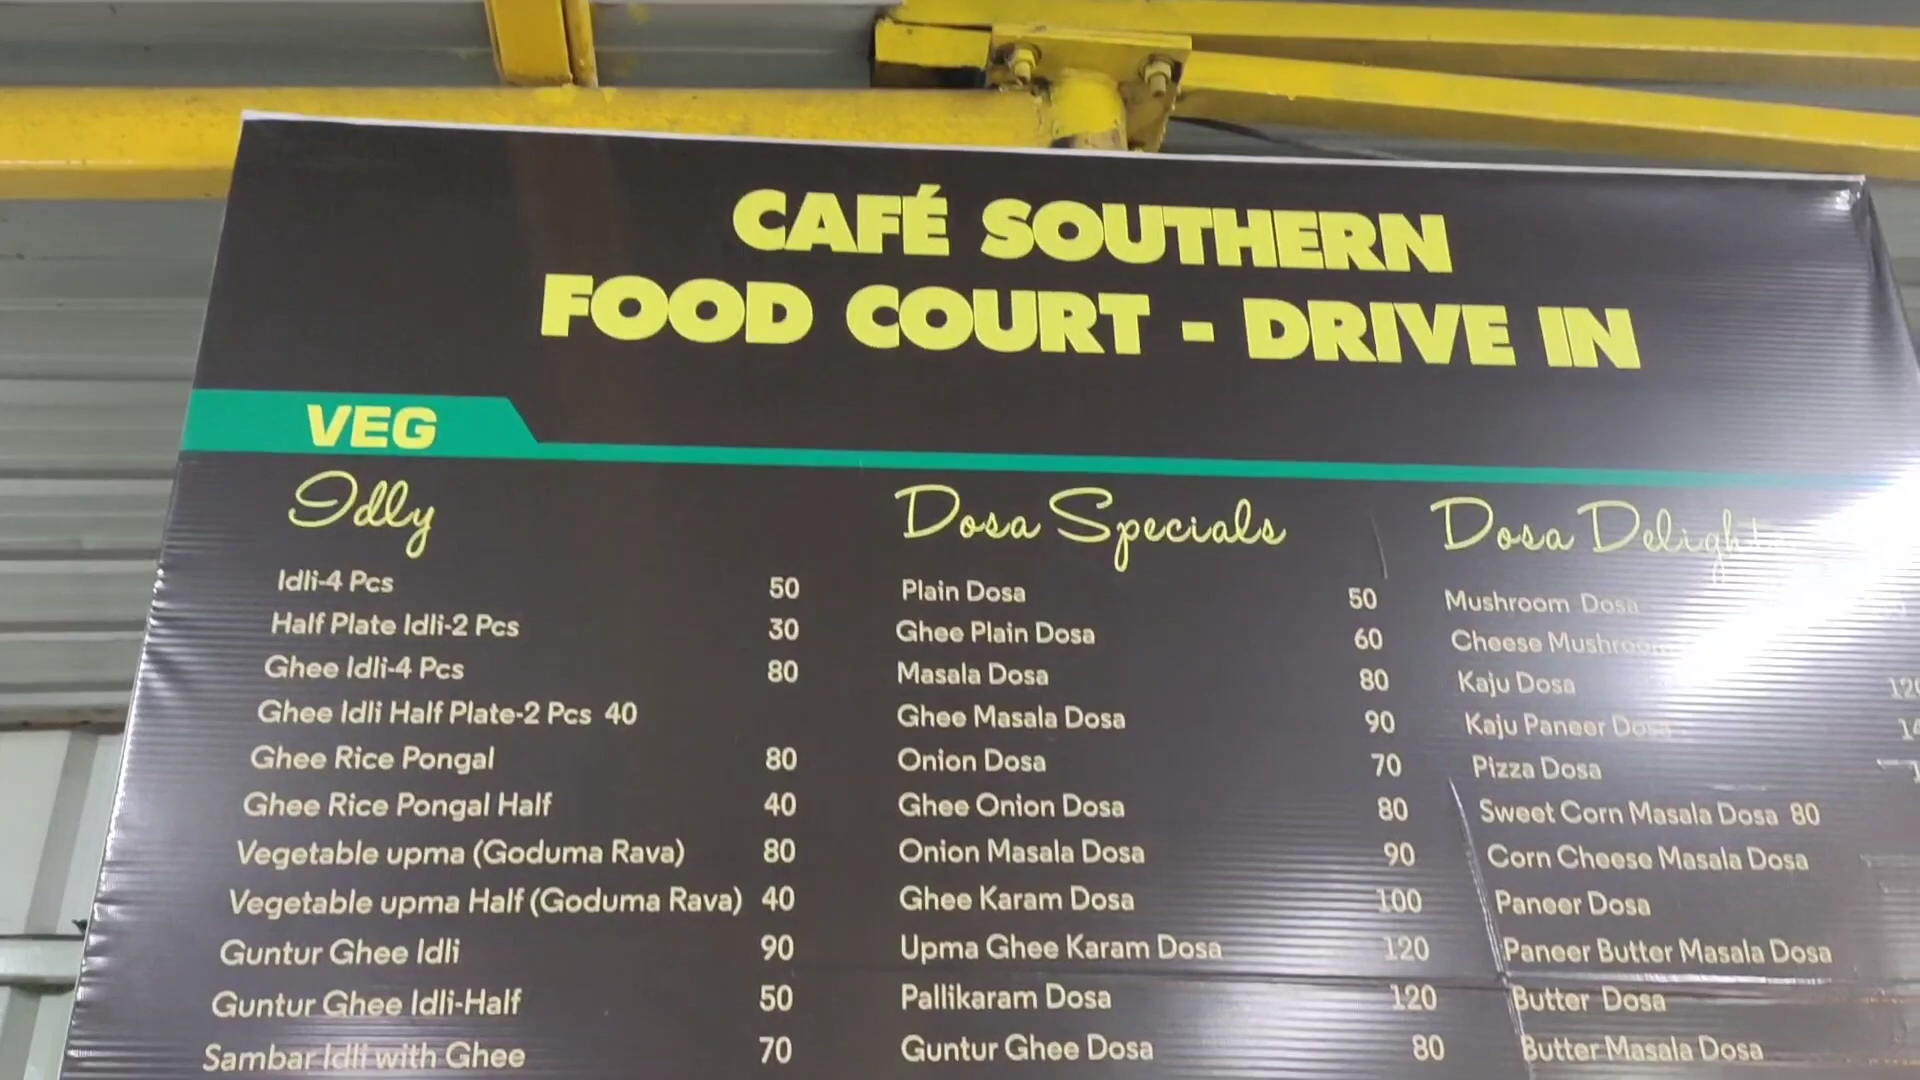 CAFÉ SOUTHERN
FOOD COURT - DRIVE IN
VEG
Idly
Idli-4 Pcs 50
Half Plate Idli-2 Pcs 30
Ghee Idli-4 Pcs 80
Ghee Idli Half Plate-2 Pcs 40
Ghee Rice Pongal 80
Ghee Rice Pongal Half 40
Vegetable upma (Goduma Rava) 80
Vegetable upma Half (Goduma Rava) 40
Guntur Ghee Idli 90
Guntur Ghee Idli-Half 50
Sambar Idli with Ghee 70
Dosa Specials
Plain Dosa 50
Ghee Plain Dosa 60
Masala Dosa 80
Ghee Masala Dosa 90
Onion Dosa 70
Ghee Onion Dosa 80
Onion Masala Dosa 90
Ghee Karam Dosa 100
Upma Ghee Karam Dosa 120
Pallikaram Dosa 120
Guntur Ghee Dosa 80
Dosa Delight
Mushroom Dosa
Cheese Mushroom
Kaju Dosa
Kaju Paneer Dosa
Pizza Dosa
Sweet Corn Masala Dosa 80
Corn Cheese Masala Dosa
Paneer Dosa
Paneer Butter Masala Dosa
Butter Dosa
Butter Masala Dosa